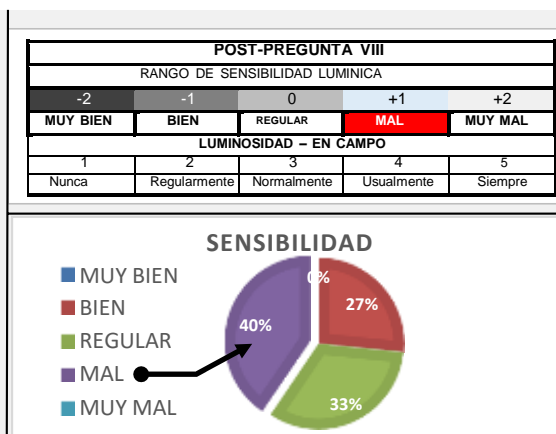 POST-PREGUNTA VIII
RANGO DE SENSIBILIDAD LUMINICA
-2 -1 0 +1 +2
MUY BIEN BIEN REGULAR MAL MUY MAL
LUMINOSIDAD – EN CAMPO
1 2 3 4 5
Nunca Regularmente Normalmente Usualmente Siempre
SENSIBILIDAD
MUY BIEN
BIEN
REGULAR
MAL
MUY MAL
0%
27%
40%
33%